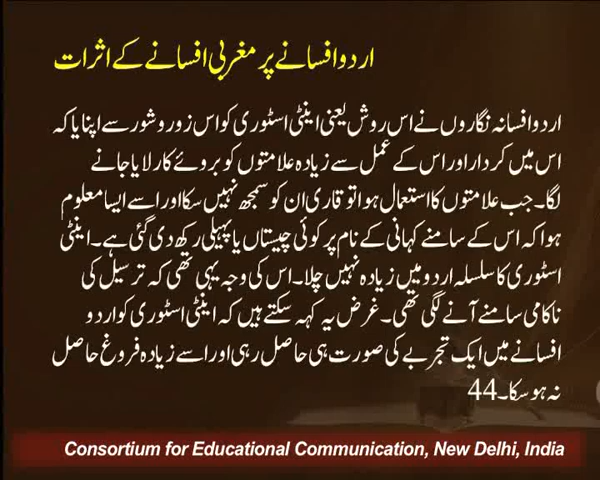 اردو افسانے پر مغربی افسانے کے اثرات
اردو افسانہ نگاروں نے اس روش یعنی اینٹی اسٹوری کو اس زور و شور سے اپنایا کہ
اس میں کردار اور اس کے عمل سے زیادہ علامتوں کو بروئے کار لایا جانے
لگا۔ جب علامتوں کا استعمال ہوا تو قاری ان کو سمجھ نہیں سکا اور اسے ایسا معلوم
ہوا کہ اس کے سامنے کہانی کے نام پر کوئی چیستاں یا پہیلی رکھ دی گئی ہے۔ اینٹی
اسٹوری کا سلسلہ اردو میں زیادہ نہیں چلا۔ اس کی وجہ یہی تھی کہ ترسیل کی
ناکامی سامنے آنے لگی تھی۔ غرض یہ کہہ سکتے ہیں کہ اینٹی اسٹوری کو اردو
افسانے میں ایک تجربے کی صورت ہی حاصل رہی اور اسے زیادہ فروغ حاصل
نہ ہو سکا۔ 44
Consortium for Educational Communication, New Delhi, India